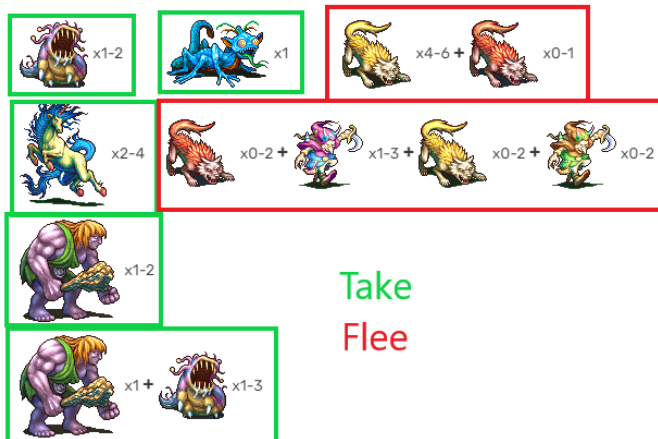 x1-2 x1 x4-6 + x0-1
x2-4 x0-2 + x1-3 x0-2 + x0-2
x1-2
Take
Flee
x1 + x1-3